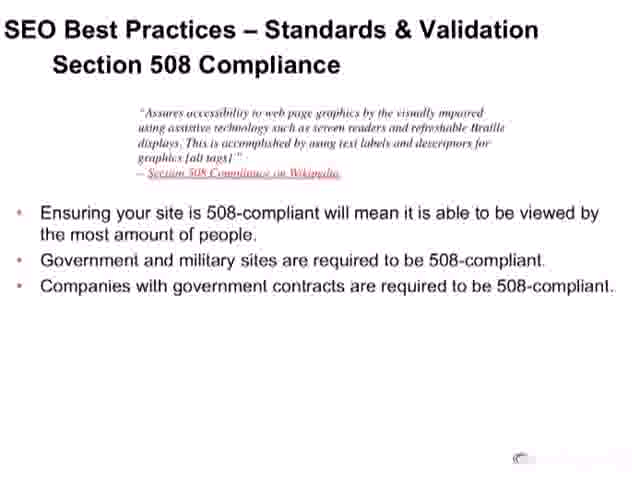 SEO Best Practices – Standards & Validation
Section 508 Compliance
"Assures accessibility to web page graphics by the visually impaired
using assistive technology such as screen readers and refreshable Braille
displays. This is accomplished by using text labels and descriptors for
graphics [alt tags]"
– Section 508 Compliance on Wikipedia
• Ensuring your site is 508-compliant will mean it is able to be viewed by
the most amount of people.
• Government and military sites are required to be 508-compliant.
• Companies with government contracts are required to be 508-compliant.